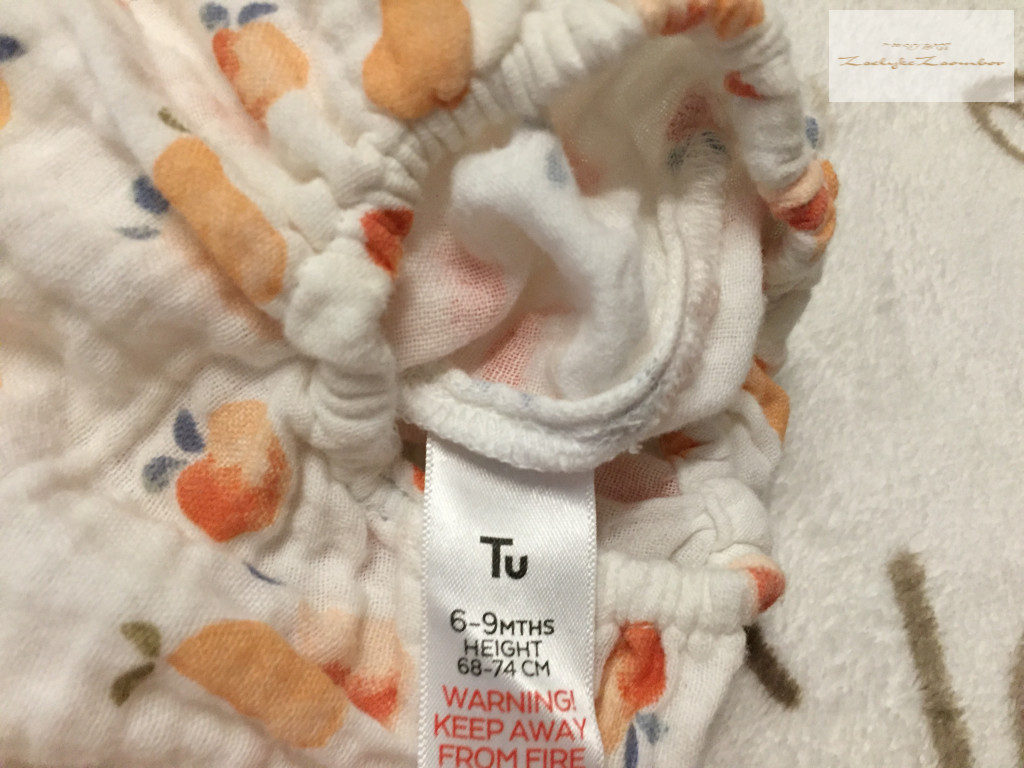 Tu
6-9MTHS
HEIGHT
68-74 CM
WARNING!
KEEP AWAY
FROM FIRE